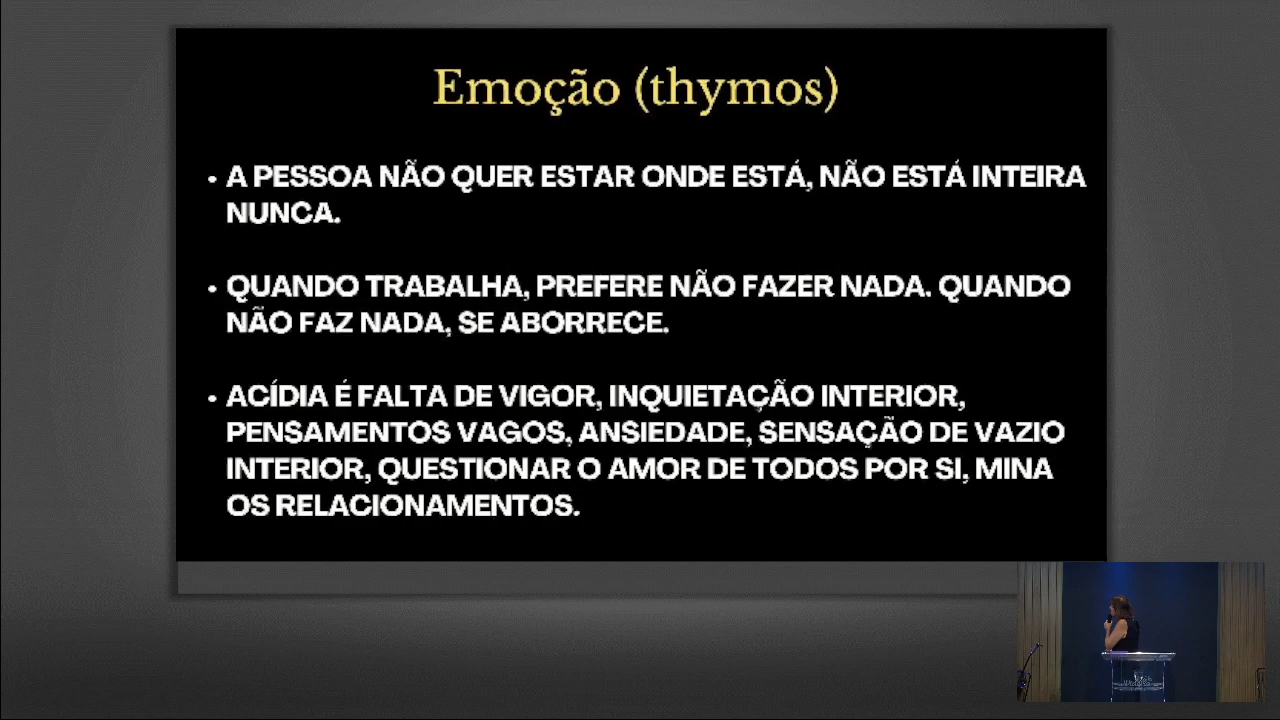 Emoção (thymos)
• A PESSOA NÃO QUER ESTAR ONDE ESTÁ, NÃO ESTÁ INTEIRA
NUNCA.
• QUANDO TRABALHA, PREFERE NÃO FAZER NADA. QUANDO
NÃO FAZ NADA, SE ABORRECE.
• ACÍDIA É FALTA DE VIGOR, INQUIETAÇÃO INTERIOR,
PENSAMENTOS VAGOS, ANSIEDADE, SENSAÇÃO DE VAZIO
INTERIOR, QUESTIONAR O AMOR DE TODOS POR SI, MINA
OS RELACIONAMENTOS.